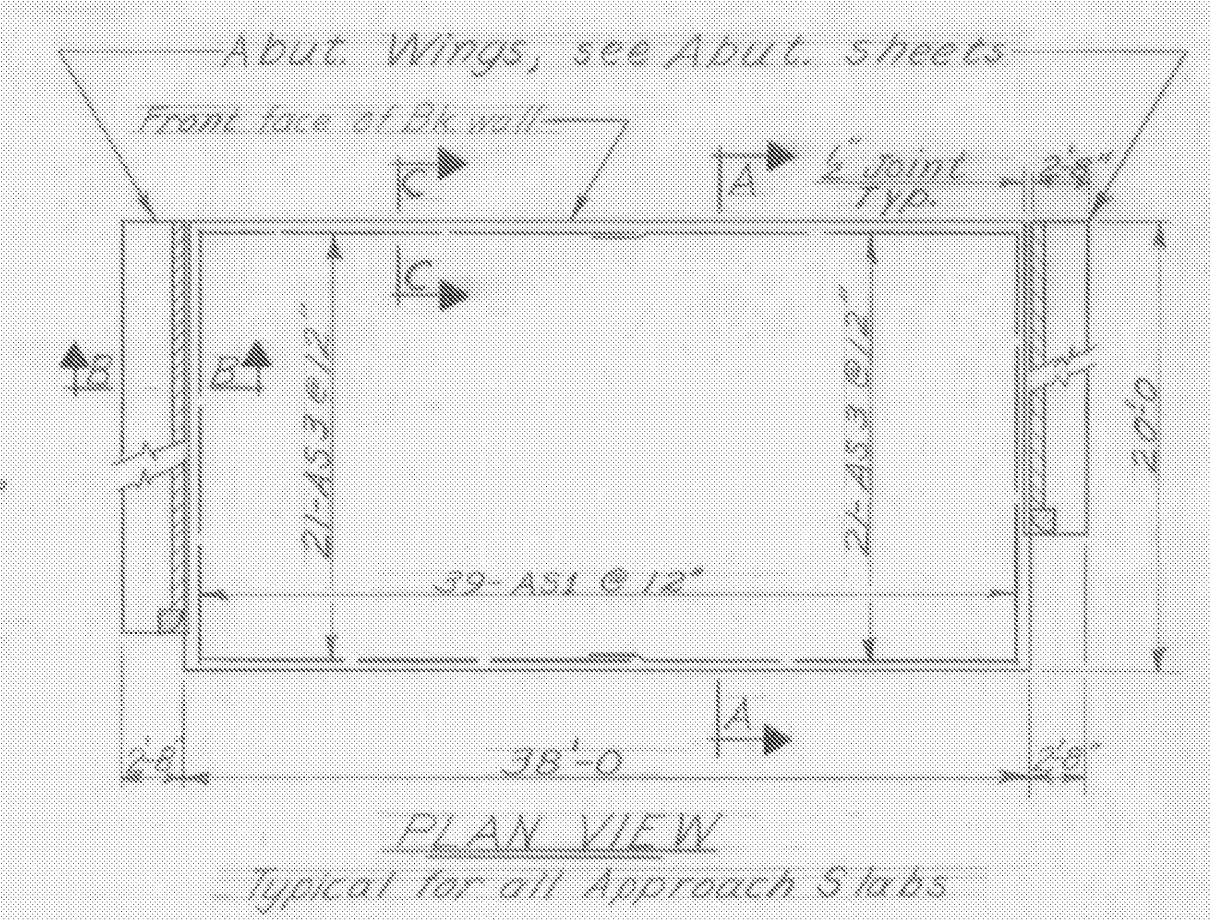 Abut. Wings, see Abut. sheets
Front face of Bk wall
C
A
Joint
Typ.
2'-8"
C
B
B
21-AS3 @ 12"
21-AS3 @ 12"
20'-0
39-AS1 @ 12"
A
2'-8"
38'-0
2'-8"
PLAN VIEW
Typical for all Approach Slabs